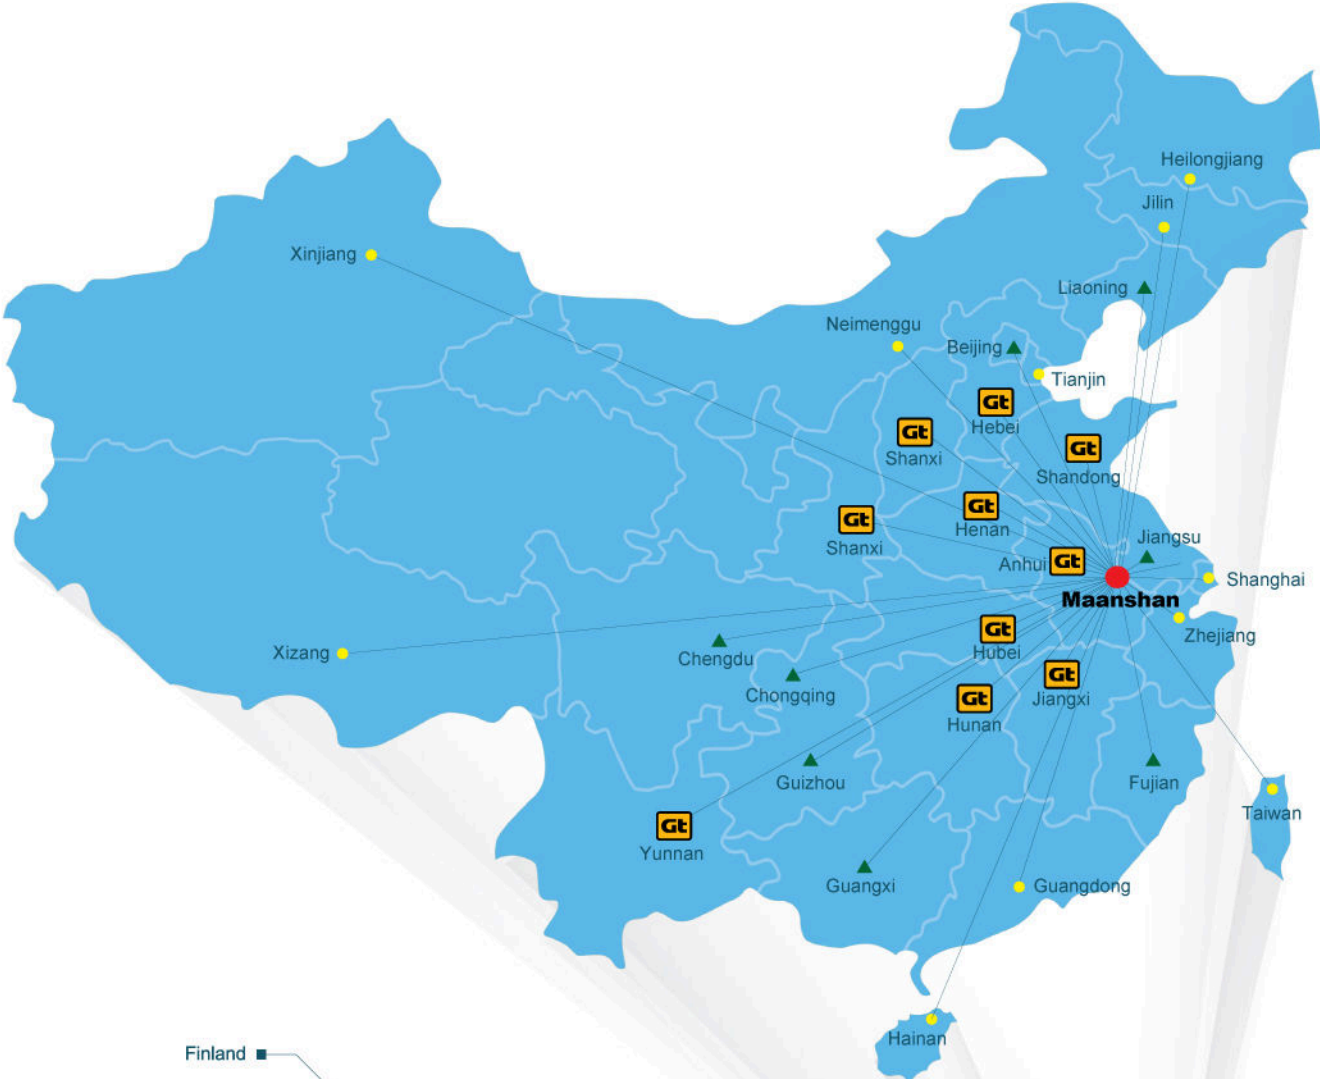 Heilongjiang
Jilin
Xinjiang
Liaoning
Neimenggu
Beijing
Tianjin
Gt
Hebei
Gt
Shanxi
Gt
Shandong
Gt
Henan
Gt
Shanxi
Jiangsu
Anhui Gt
Shanghai
Maanshan
Gt
Hubei
Zhejiang
Xizang
Chengdu
Chongqing
Gt
Jiangxi
Gt
Hunan
Guizhou
Fujian
Taiwan
Gt
Yunnan
Guangxi
Guangdong
Hainan
Finland